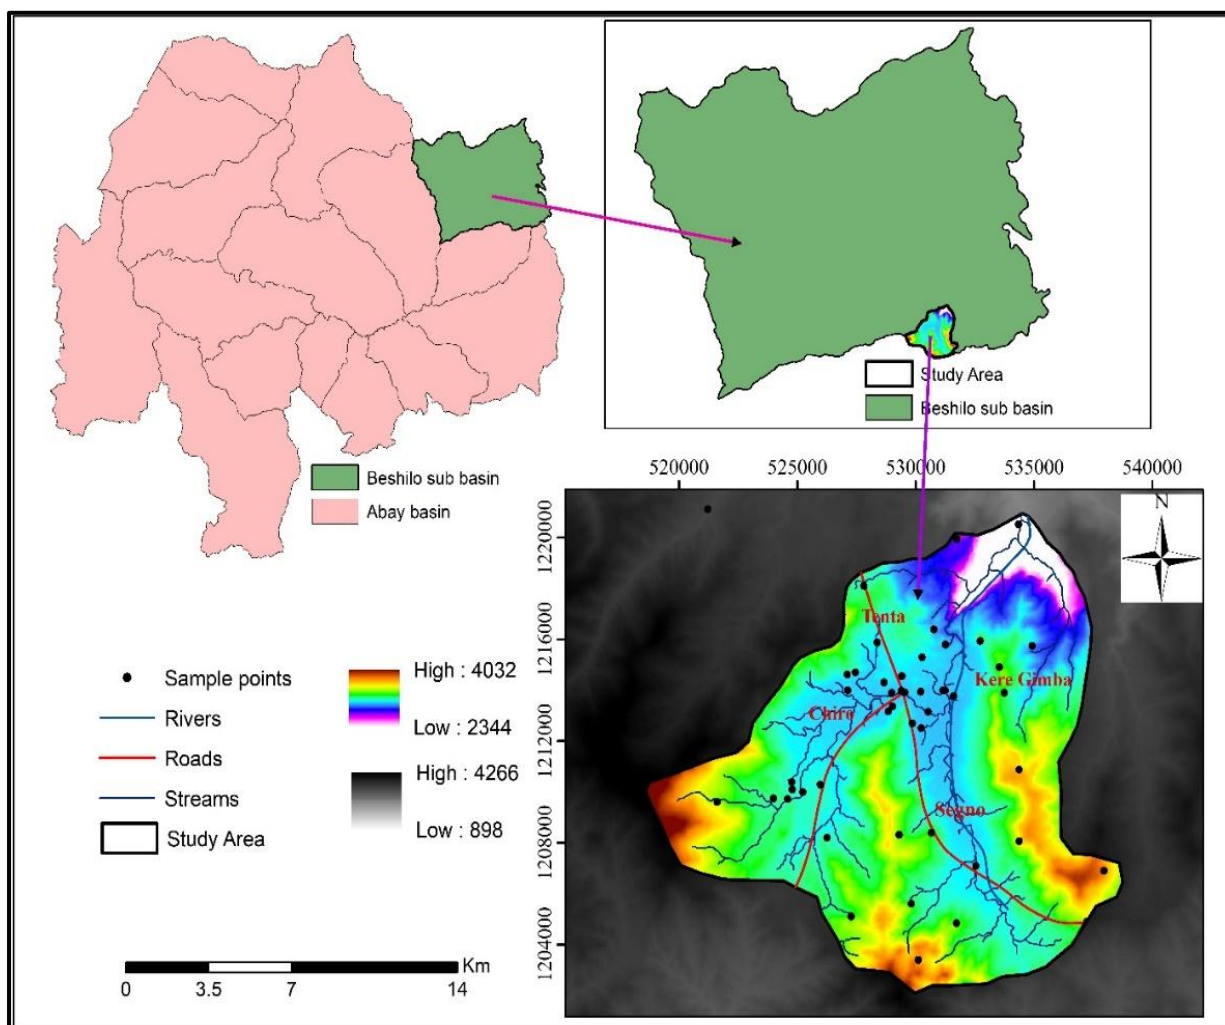 Beshilo sub basin
Abay basin
Study Area
Beshilo sub basin
520000 525000 530000 535000 540000
N
1220000
1216000
1212000
1208000
1204000
Tenta
Kere Gimba
Chiro
Segno
Sample points
Rivers
Roads
Streams
Study Area
High : 4032
Low : 2344
High : 4266
Low : 898
Km
0 3.5 7 14